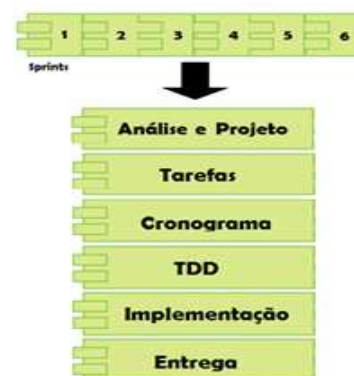 1 2 3 4 5 6
Sprints
Análise e Projeto
Tarefas
Cronograma
TDD
Implementação
Entrega